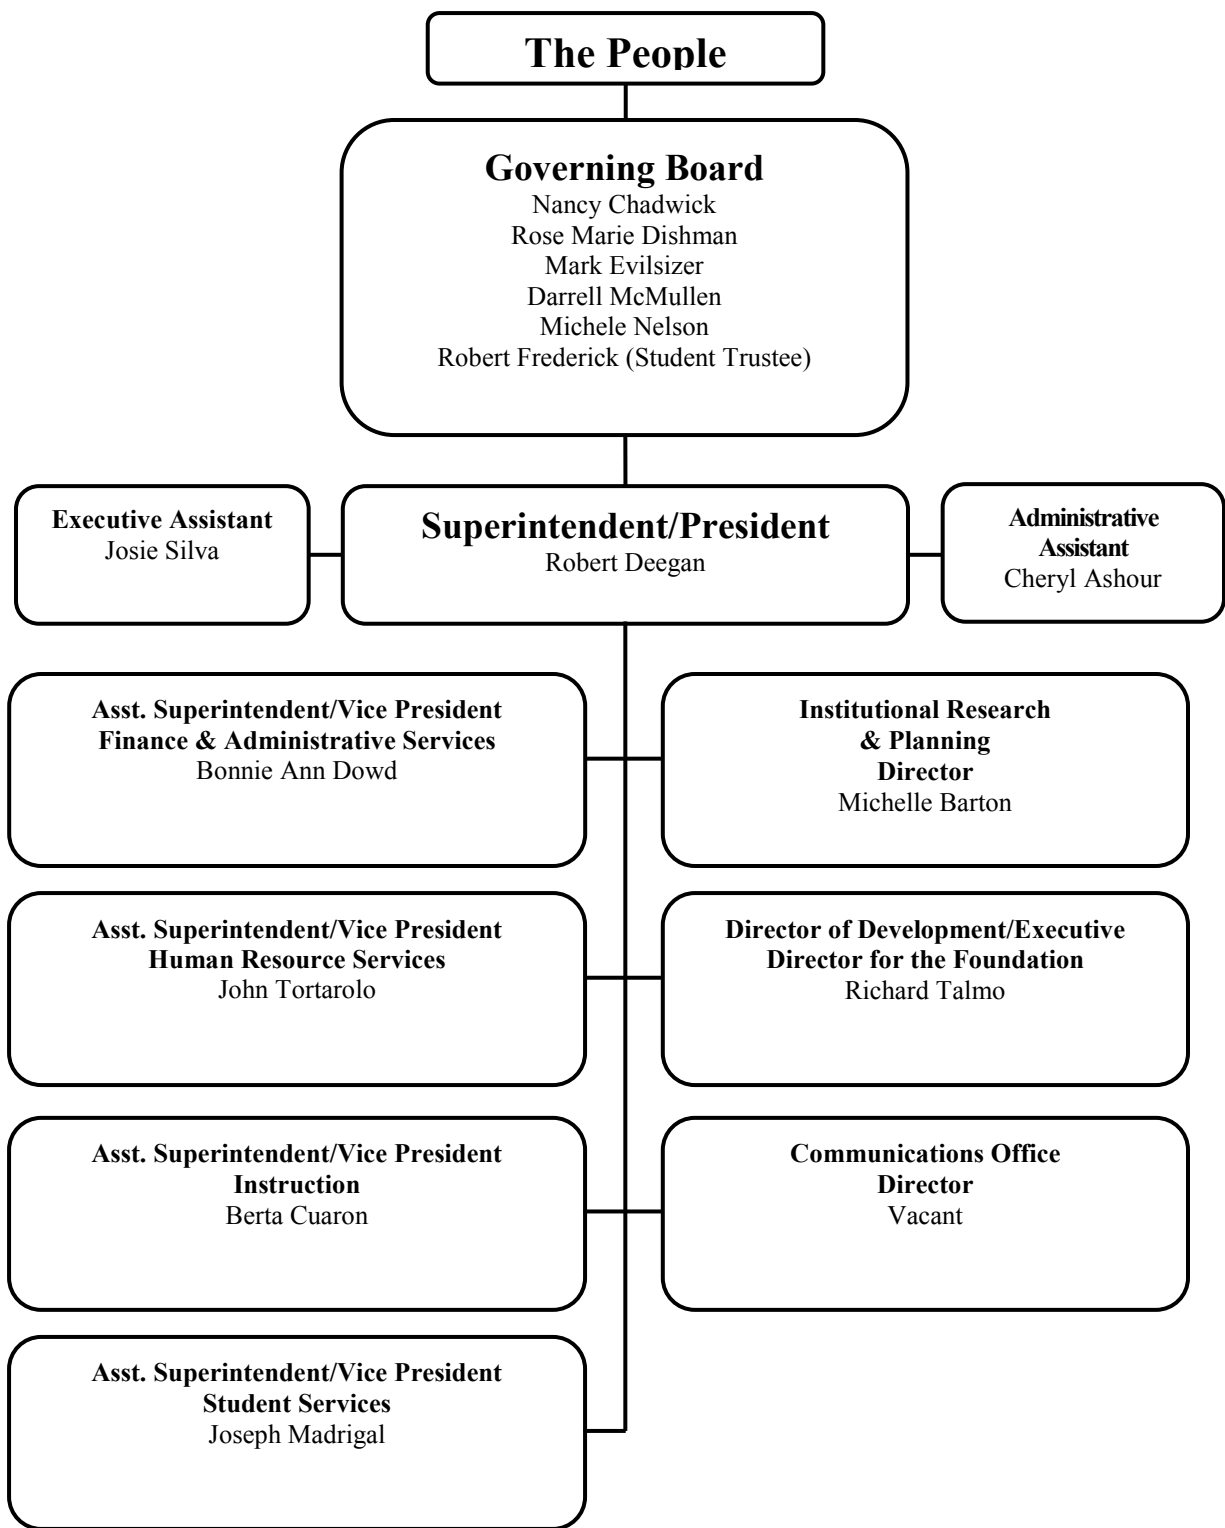 The People
Governing Board
Nancy Chadwick
Rose Marie Dishman
Mark Evilsizer
Darrell McMullen
Michele Nelson
Robert Frederick (Student Trustee)
Executive Assistant
Josie Silva
Superintendent/President
Robert Deegan
Administrative
Assistant
Cheryl Ashour
Asst. Superintendent/Vice President
Finance & Administrative Services
Bonnie Ann Dowd
Institutional Research
& Planning
Director
Michelle Barton
Asst. Superintendent/Vice President
Human Resource Services
John Tortarolo
Director of Development/Executive
Director for the Foundation
Richard Talmo
Asst. Superintendent/Vice President
Instruction
Berta Cuaron
Communications Office
Director
Vacant
Asst. Superintendent/Vice President
Student Services
Joseph Madrigal